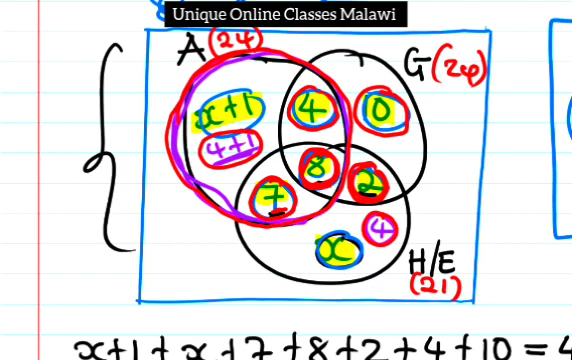 Unique Online Classes Malawi
A (24)
G (24)
x+1
4
0
4+1
8
2
7
4
x
H/E
(21)
x+1+x+7+8+2+4+10=4